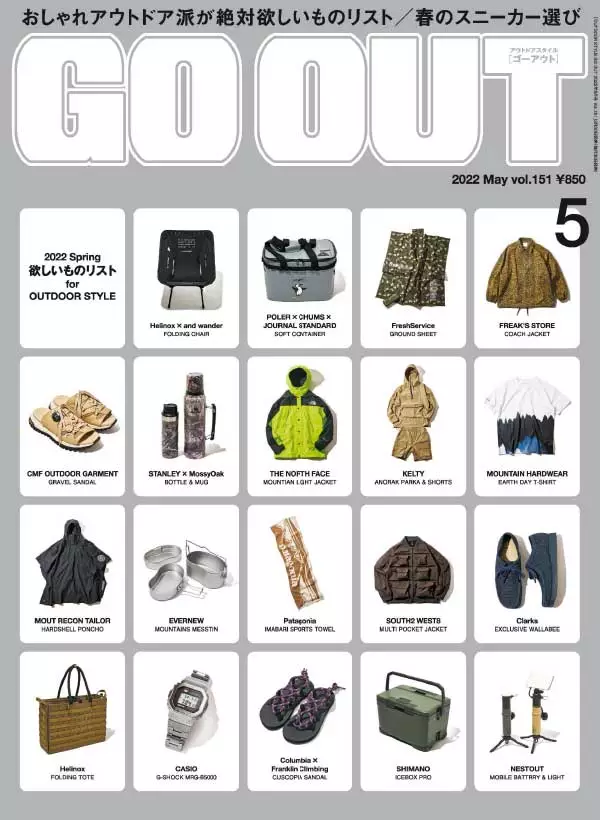 おしゃれアウトドア派が絶対欲しいものリスト／春のスニーカー選び
GO OUT
アウトドアスタイル
[ゴーアウト]
2022 May vol.151 ¥850
5
2022 Spring
欲しいものリスト
for
OUTDOOR STYLE
Helinox × and wander
FOLDING CHAIR
POLER × CHUMS ×
JOURNAL STANDARD
SOFT CONTAINER
FreshService
GROUND SHEET
FREAK'S STORE
COACH JACKET
CMF OUTDOOR GARMENT
GRAVEL SANDAL
STANLEY × MossyOak
BOTTLE & MUG
THE NOFTH FACE
MOUNTIAN LIGHT JACKET
KELTY
ANORAK PARKA & SHORTS
MOUNTAIN HARDWEAR
EARTH DAY T-SHIRT
MOUT RECON TAILOR
HARDSHELL PONCHO
EVERNEW
MOUNTAINS MESSTIN
Patagonia
IMABARI SPORTS TOWEL
SOUTH2 WEST8
MULTI POCKET JACKET
Clarks
EXCLUSIVE WALLABEE
Helinox
FOLDING TOTE
CASIO
G-SHOCK MRG-B5000
Columbia ×
Franklin Climbing
CUSCOPIA SANDAL
SHIMANO
ICEBOX PRO
NESTOUT
MOBILE BATTRRY & LIGHT